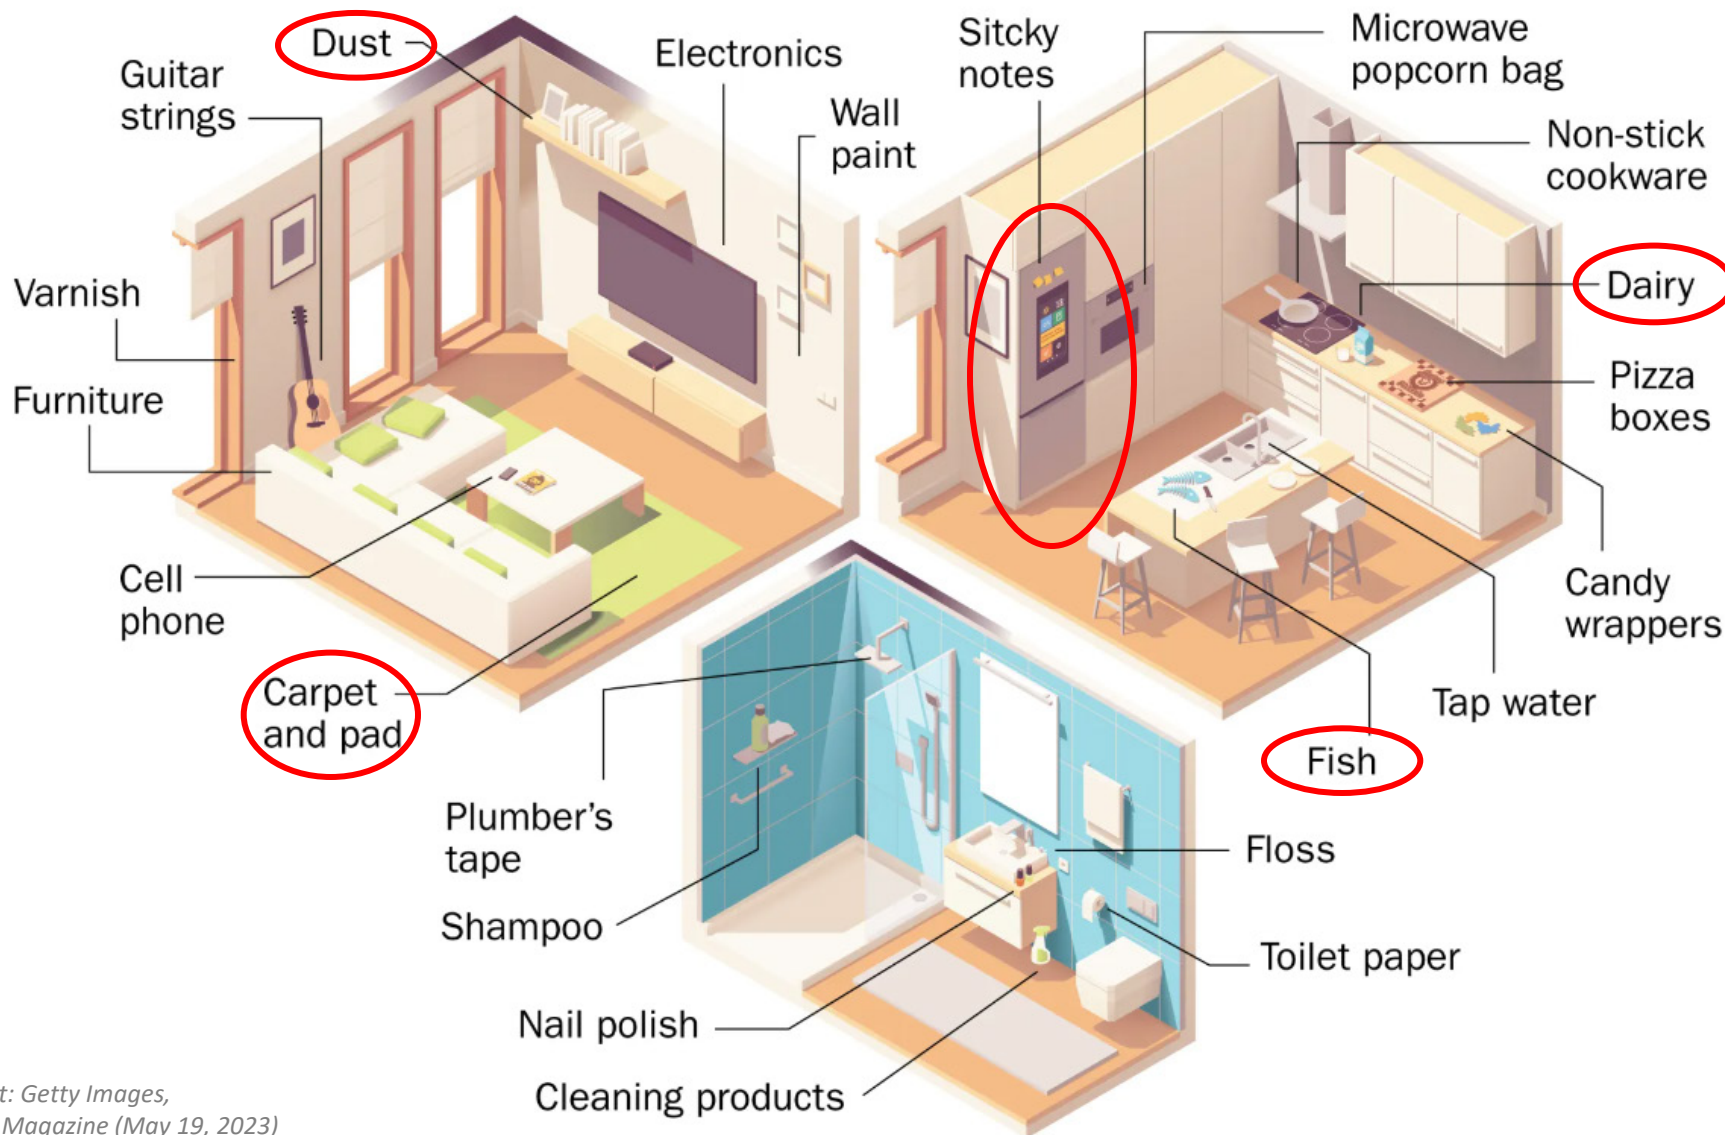 Dust
Electronics
Guitar
strings
Wall
paint
Varnish
Furniture
Cell
phone
Carpet
and pad
Sitcky
notes
Microwave
popcorn bag
Non-stick
cookware
Dairy
Pizza
boxes
Candy
wrappers
Tap water
Fish
Plumber's
tape
Shampoo
Nail polish
Cleaning products
Floss
Toilet paper
t: Getty Images,
Magazine (May 19, 2023)